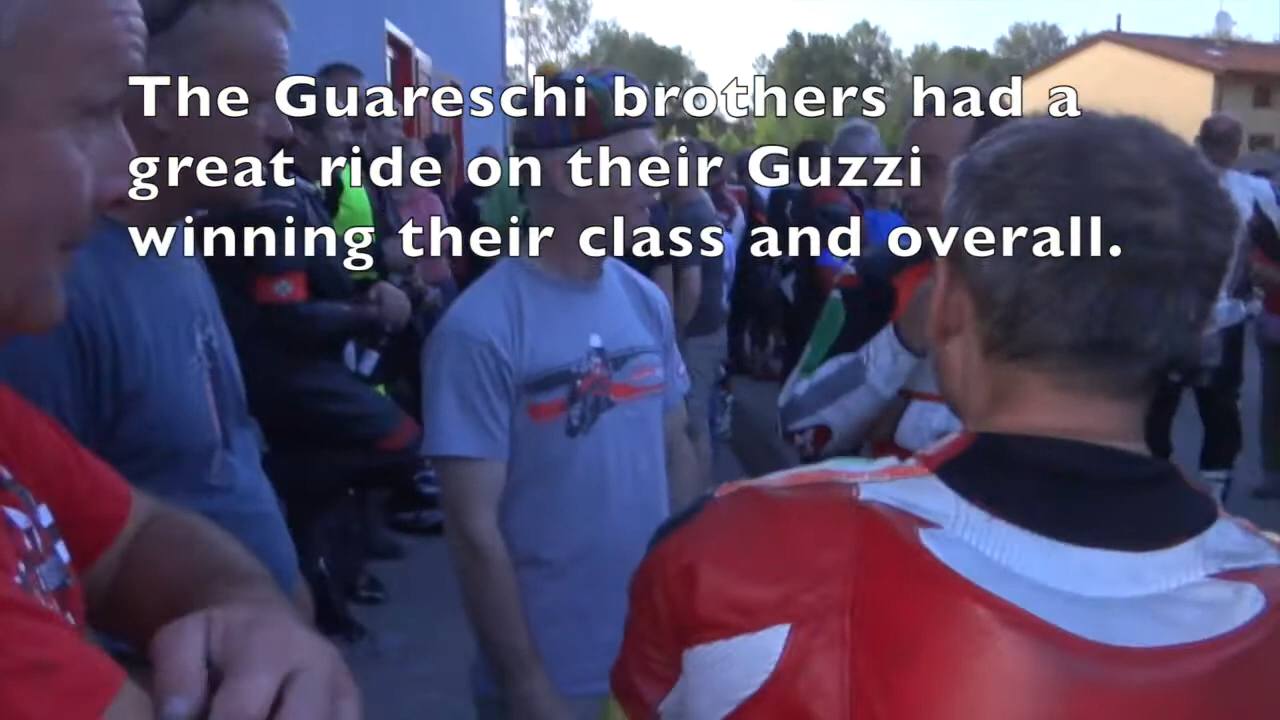 The Guareschi brothers had a
great ride on their Guzzi
winning their class and overall.